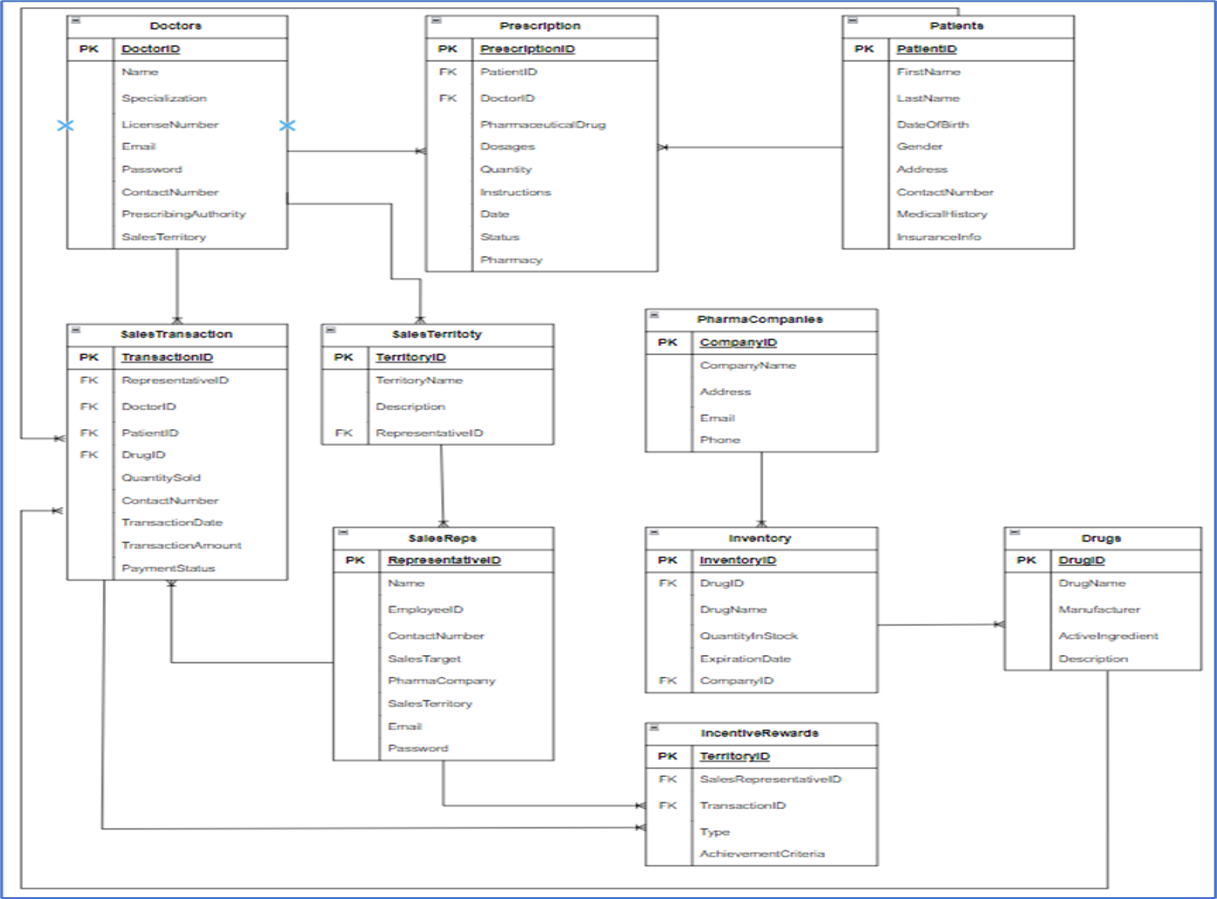 Doctors
PK DoctorID
Name
Specialization
LicenseNumber
Email
Password
ContactNumber
PrescribingAuthority
SalesTerritory
Prescription
PK PrescriptionID
FK PatientID
FK DoctorID
PharmaceuticalDrug
Dosages
Quantity
Instructions
Date
Status
Pharmacy
Patients
PK PatientID
FirstName
LastName
DateOfBirth
Gender
Address
ContactNumber
MedicalHistory
InsuranceInfo
SalesTransaction
PK TransactionID
FK RepresentativeID
FK DoctorID
FK PatientID
FK DrugID
QuantitySold
ContactNumber
TransactionDate
TransactionAmount
PaymentStatus
SalesTerritoty
PK TerritoryID
TerritoryName
Description
FK RepresentativeID
PharmaCompanies
PK CompanyID
CompanyName
Address
Email
Phone
SalesReps
PK RepresentativeID
Name
EmployeeID
ContactNumber
SalesTarget
PharmaCompany
SalesTerritory
Email
Password
Inventory
PK InventoryID
FK DrugID
DrugName
QuantityInStock
ExpirationDate
FK CompanyID
Drugs
PK DrugID
DrugName
Manufacturer
ActiveIngredient
Description
IncentiveRewards
PK TerritoryID
FK SalesRepresentativeID
FK TransactionID
Type
AchievementCriteria